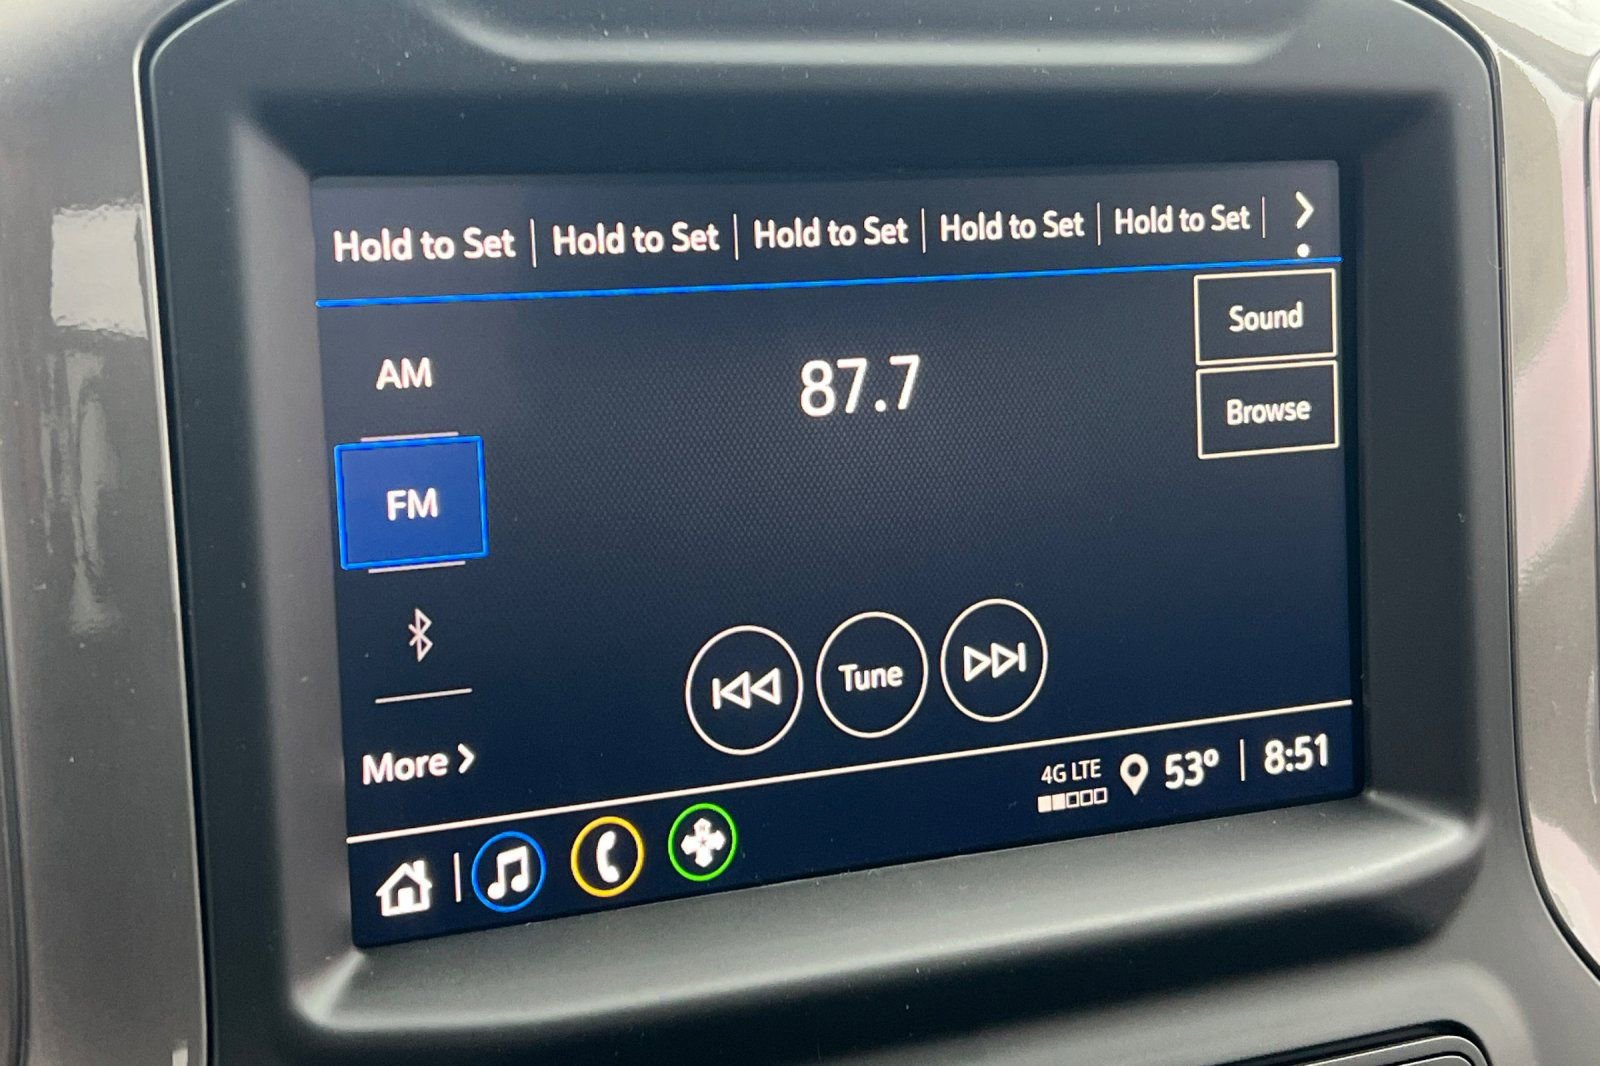 Hold to Set | Hold to Set | Hold to Set | Hold to Set | Hold to Set |
Sound
AM
87.7
Browse
FM
Tune
More
4G LTE
53° | 8:51